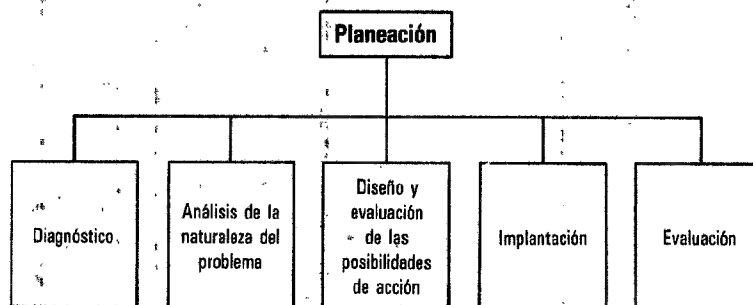 Planeación
Diagnóstico
Análisis de la
naturaleza del
problema
Diseño y
evaluación
de las
posibilidades
de acción
Implantación
Evaluación